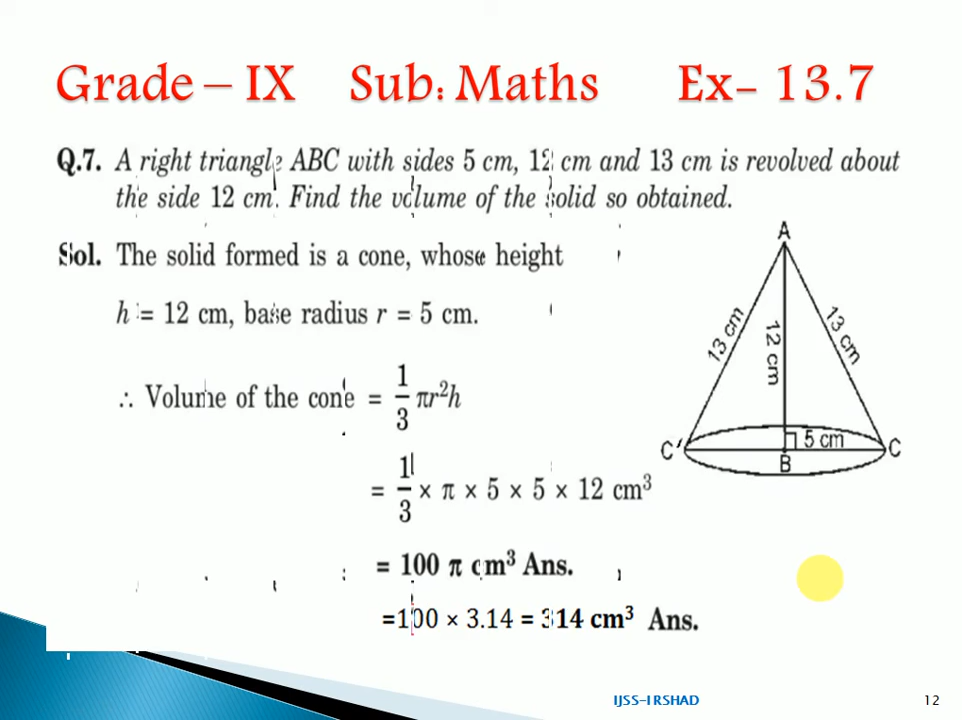 Grade – IX Sub: Maths Ex- 13.7
Q.7. A right triangle ABC with sides 5 cm, 12 cm and 13 cm is revolved about
the side 12 cm. Find the volume of the solid so obtained.
Sol. The solid formed is a cone, whose height
h = 12 cm, base radius r = 5 cm.
∴ Volume of the cone = 1/3 πr²h
= 1/3 × π × 5 × 5 × 12 cm³
= 100 π cm³ Ans.
=100 × 3.14 = 314 cm³ Ans.
A
13 cm
12 cm
13 cm
5 cm
C'
B
C
IJSS-IRSHAD
12